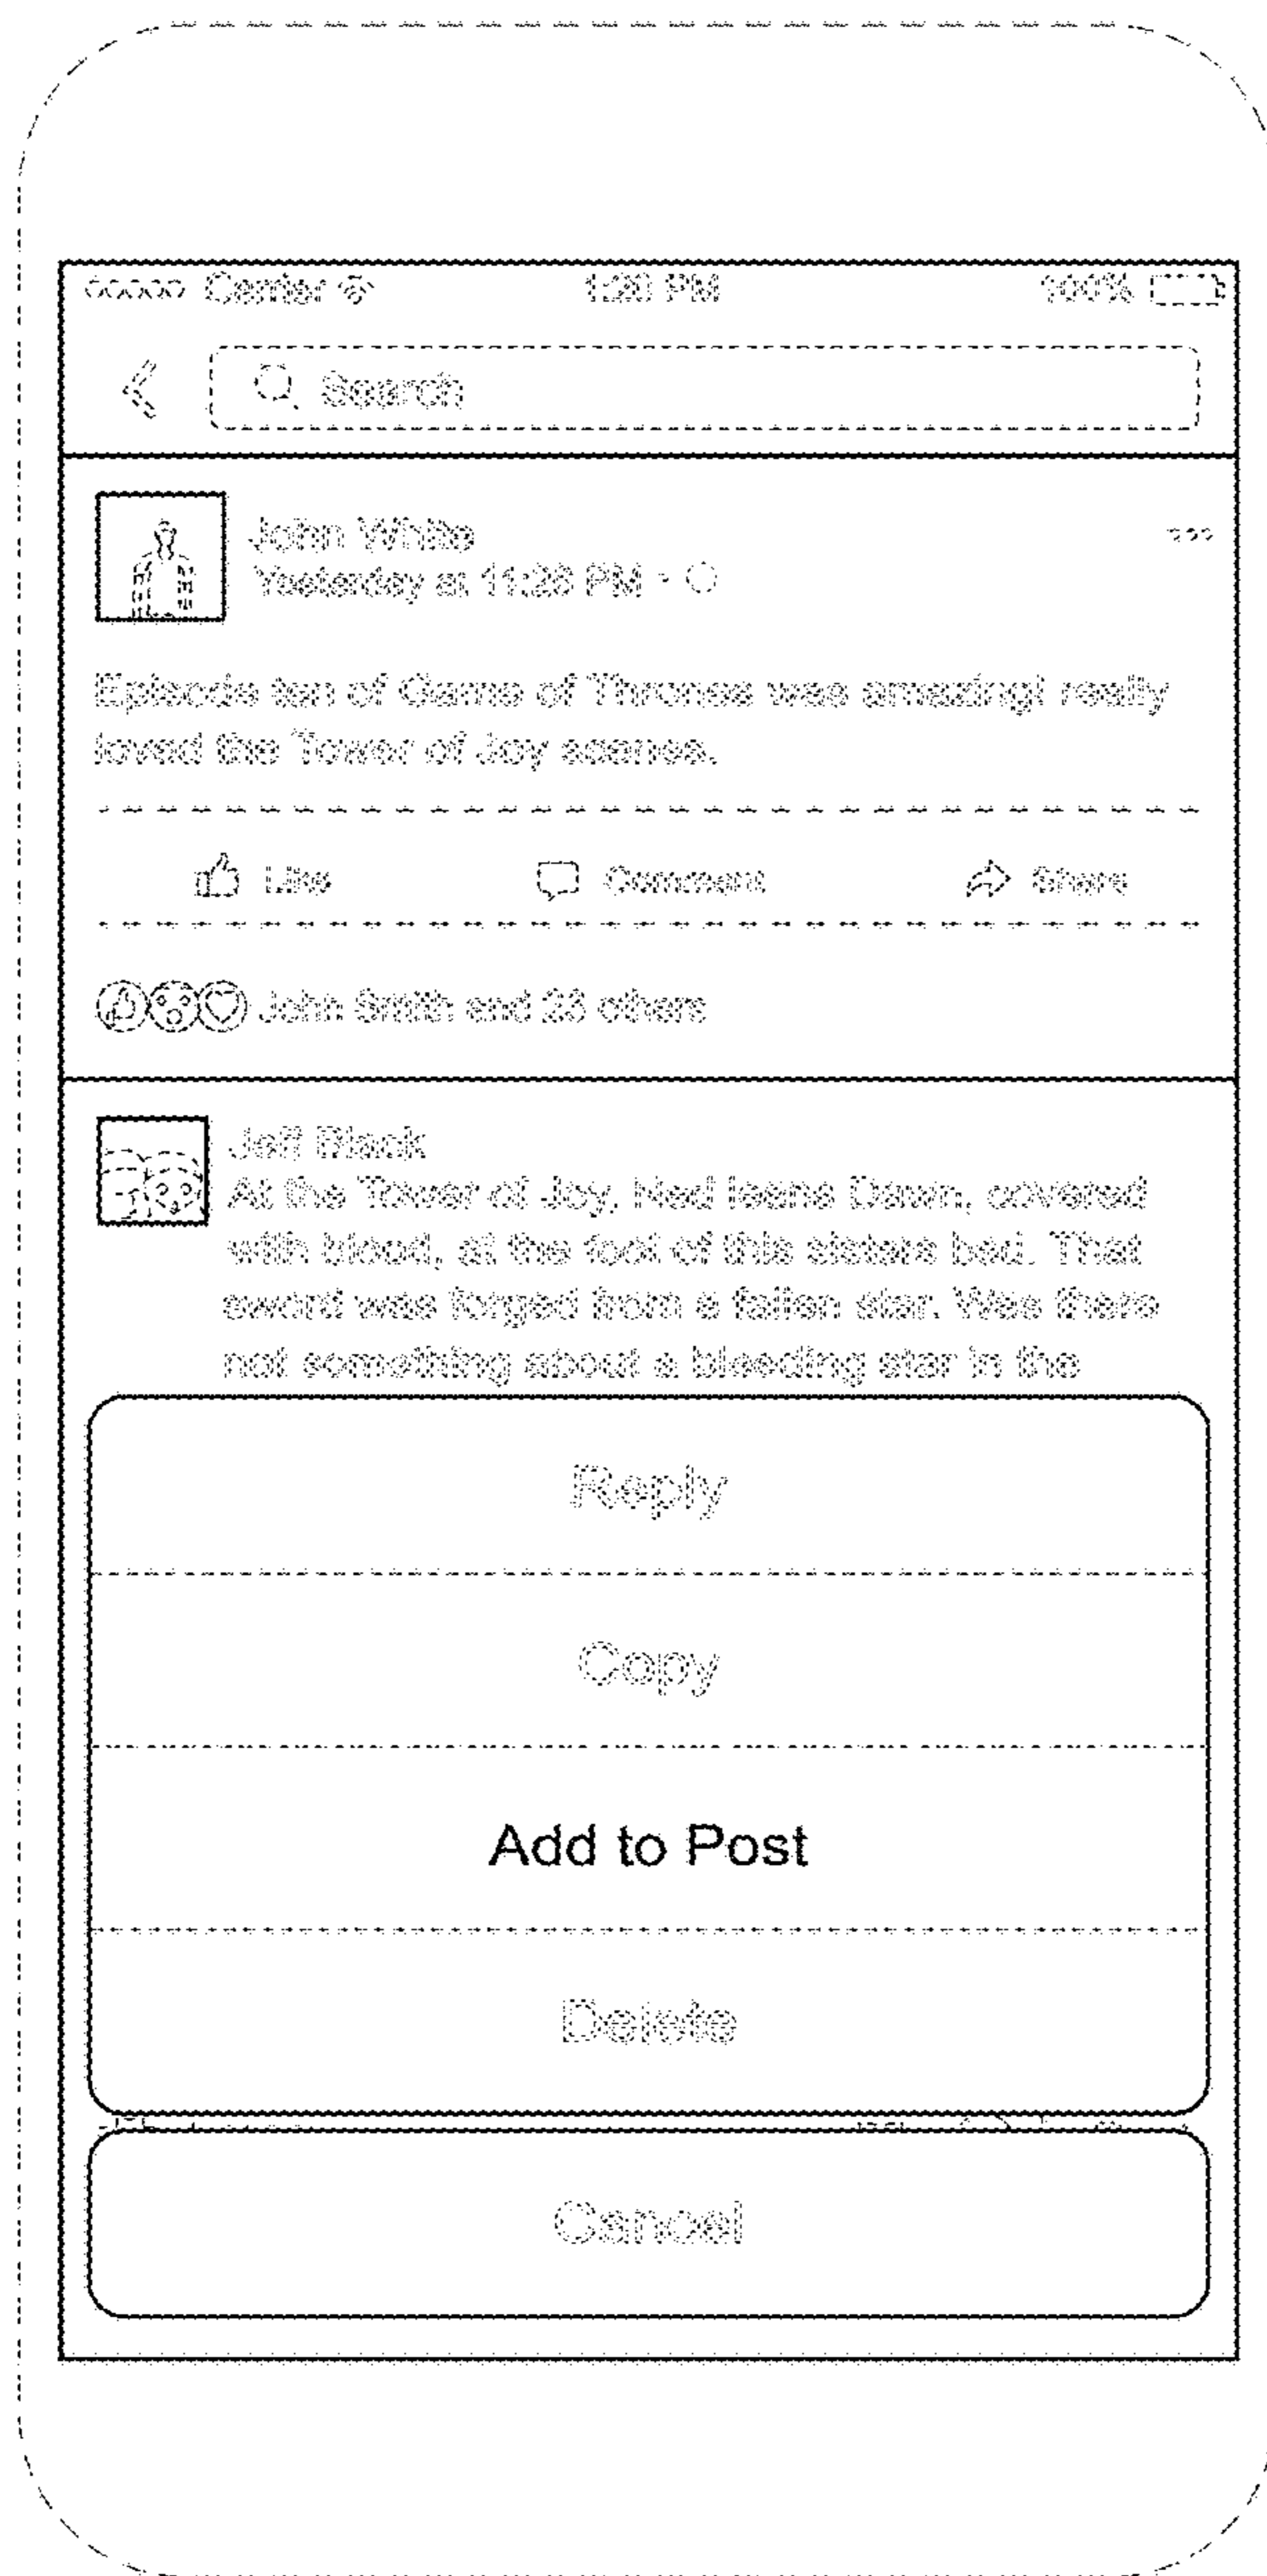 Carrier 1:20 PM 100%
Search
John White
Yesterday at 11:28 PM ·
Episode ten of Game of Thrones was amazing! really
loved the Tower of Joy scenes.
Like Comment Share
John Smith and 28 others
Jeff Black
At the Tower of Joy, Ned leans Dawn, covered
with blood, at the foot of this sisters bed. That
sword was forged from a fallen star. Was there
not something about a bleeding star in the
Reply
Copy
Add to Post
Delete
Cancel